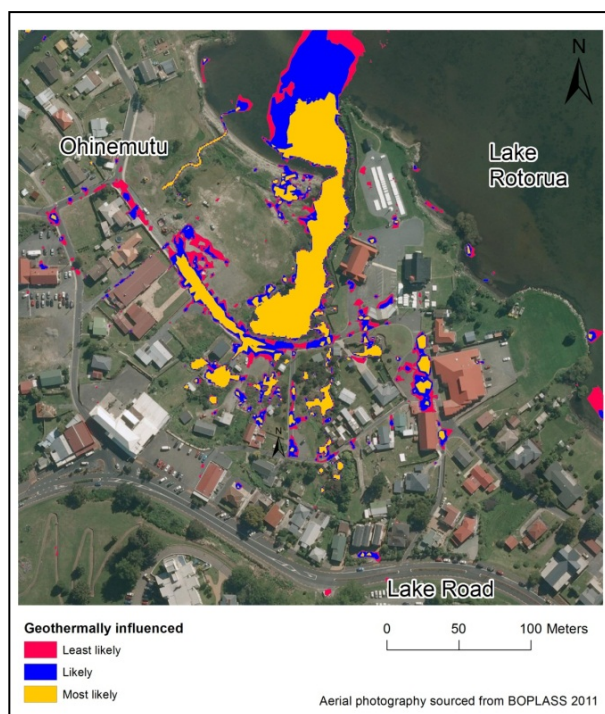 N
Ohinemutu
Lake
Rotorua
N
Lake Road
Geothermally influenced
Least likely
Likely
Most likely
0 50 100 Meters
Aerial photography sourced from BOPLASS 2011